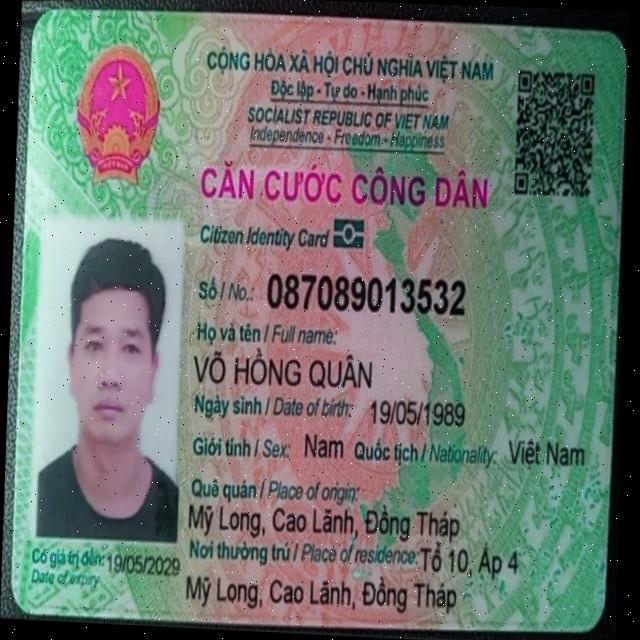 CỘNG HÒA XÃ HỘI CHỦ NGHĨA VIỆT NAM
Độc lập - Tự do - Hạnh phúc
SOCIALIST REPUBLIC OF VIET NAM
Independence - Freedom - Happiness
CĂN CƯỚC CÔNG DÂN
Citizen Identity Card
Số / No.: 087089013532
Họ và tên / Full name:
VÕ HỒNG QUÂN
Ngày sinh / Date of birth: 19/05/1989
Giới tính / Sex: Nam Quốc tịch / Nationality: Việt Nam
Quê quán / Place of origin:
Mỹ Long, Cao Lãnh, Đồng Tháp
Nơi thường trú / Place of residence: Tổ 10, Ấp 4
Mỹ Long, Cao Lãnh, Đồng Tháp
Có giá trị đến: 19/05/2029
Date of expiry